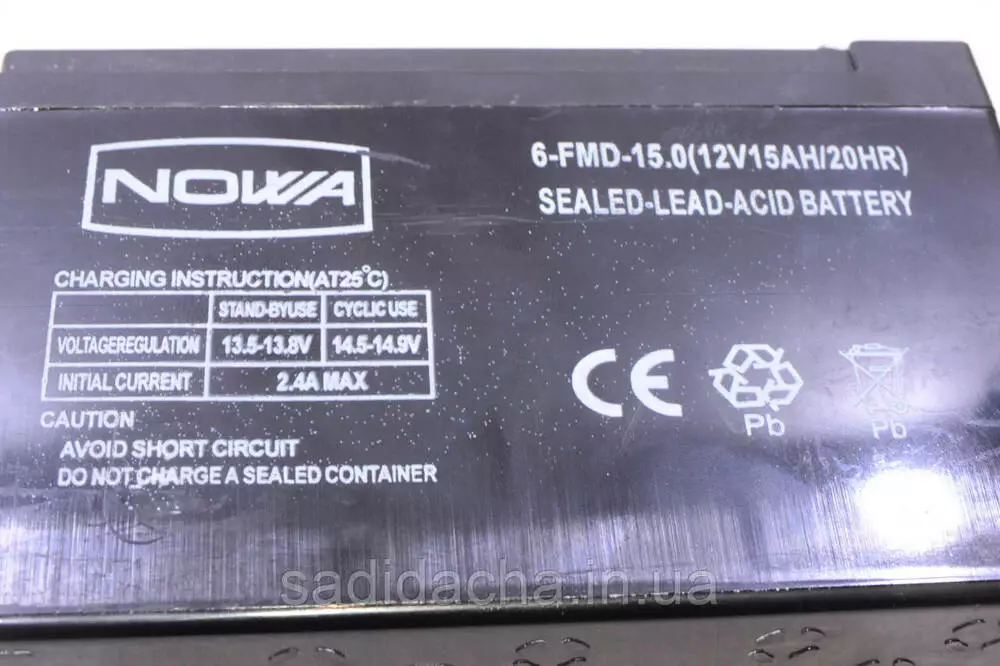 NOWA
6-FMD-15.0(12V15AH/20HR)
SEALED-LEAD-ACID BATTERY
CHARGING INSTRUCTION(AT25°C)
STAND-BYUSE CYCLIC USE
VOLTAGEREGULATION 13.5-13.8V 14.5-14.9V
INITIAL CURRENT 2.4A MAX
CAUTION
AVOID SHORT CIRCUIT
DO NOT CHARGE A SEALED CONTAINER
CE
Pb
Pb
sadidacha.in.ua